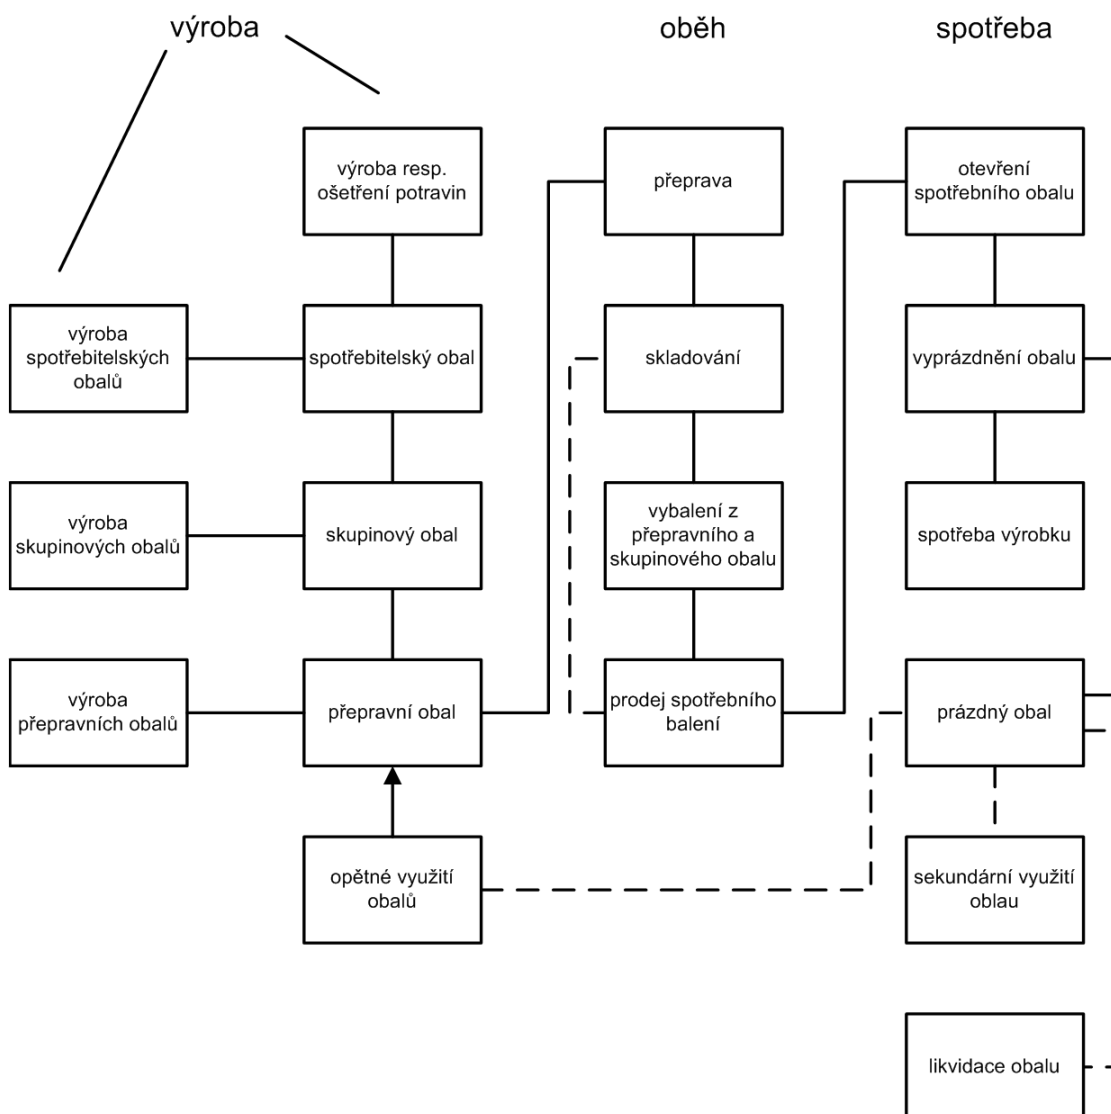 výroba
oběh
spotřeba
výroba resp.
ošetření potravin
přeprava
otevření
spotřebního obalu
výroba
spotřebitelských
obalů
spotřebitelský obal
skladování
vyprázdnění obalu
výroba
skupinových obalů
skupinový obal
vybalení z
přepravního a
skupinového obalu
spotřeba výrobku
výroba
přepravních obalů
přepravní obal
prodej spotřebního
balení
prázdný obal
opětné využití
obalů
sekundární využití
oblau
likvidace obalu